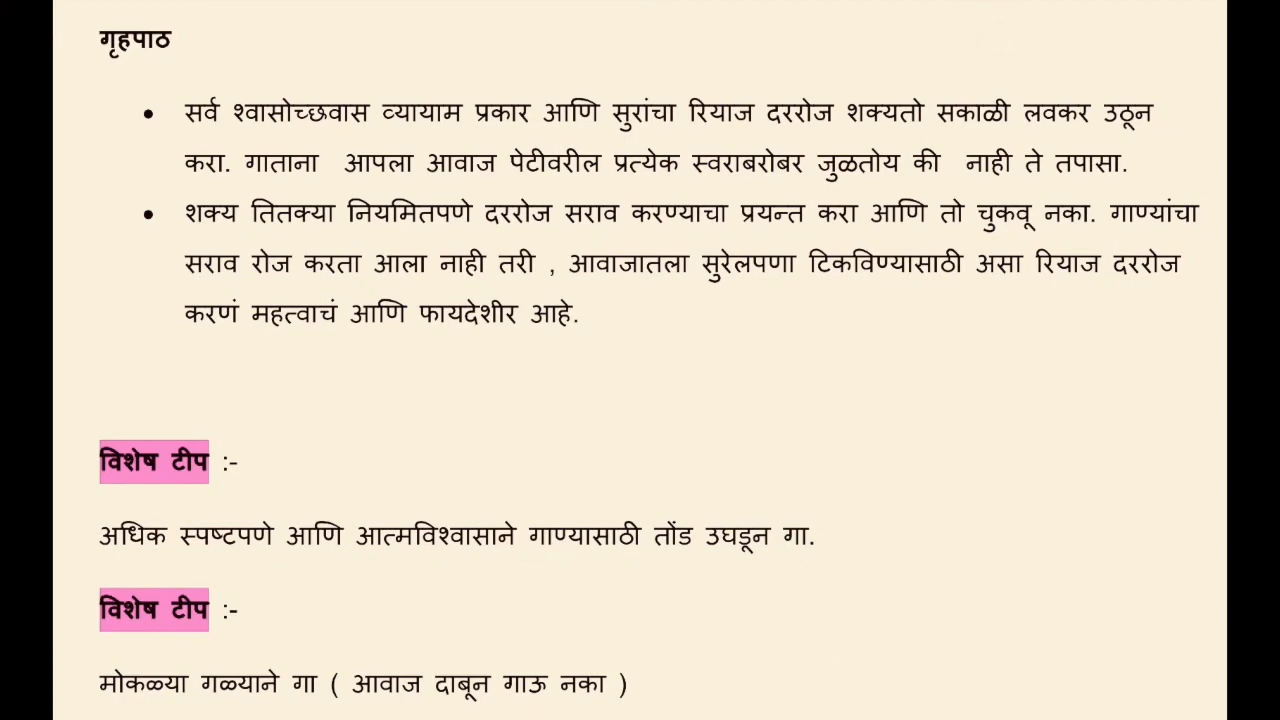 गृहपाठ
सर्व श्वासोच्छवास व्यायाम प्रकार आणि सुरांचा रियाज दररोज शक्यतो सकाळी लवकर उठून
करा. गाताना आपला आवाज पेटीवरील प्रत्येक स्वराबरोबर जुळतोय की नाही ते तपासा.
शक्य तितक्या नियमितपणे दररोज सराव करण्याचा प्रयन्त करा आणि तो चुकवू नका. गाण्यांचा
सराव रोज करता आला नाही तरी , आवाजातला सुरेलपणा टिकविण्यासाठी असा रियाज दररोज
करणं महत्वाचं आणि फायदेशीर आहे.
विशेष टीप :-
अधिक स्पष्टपणे आणि आत्मविश्वासाने गाण्यासाठी तोंड उघडून गा.
विशेष टीप :-
मोकळ्या गळ्याने गा ( आवाज दाबून गाऊ नका )